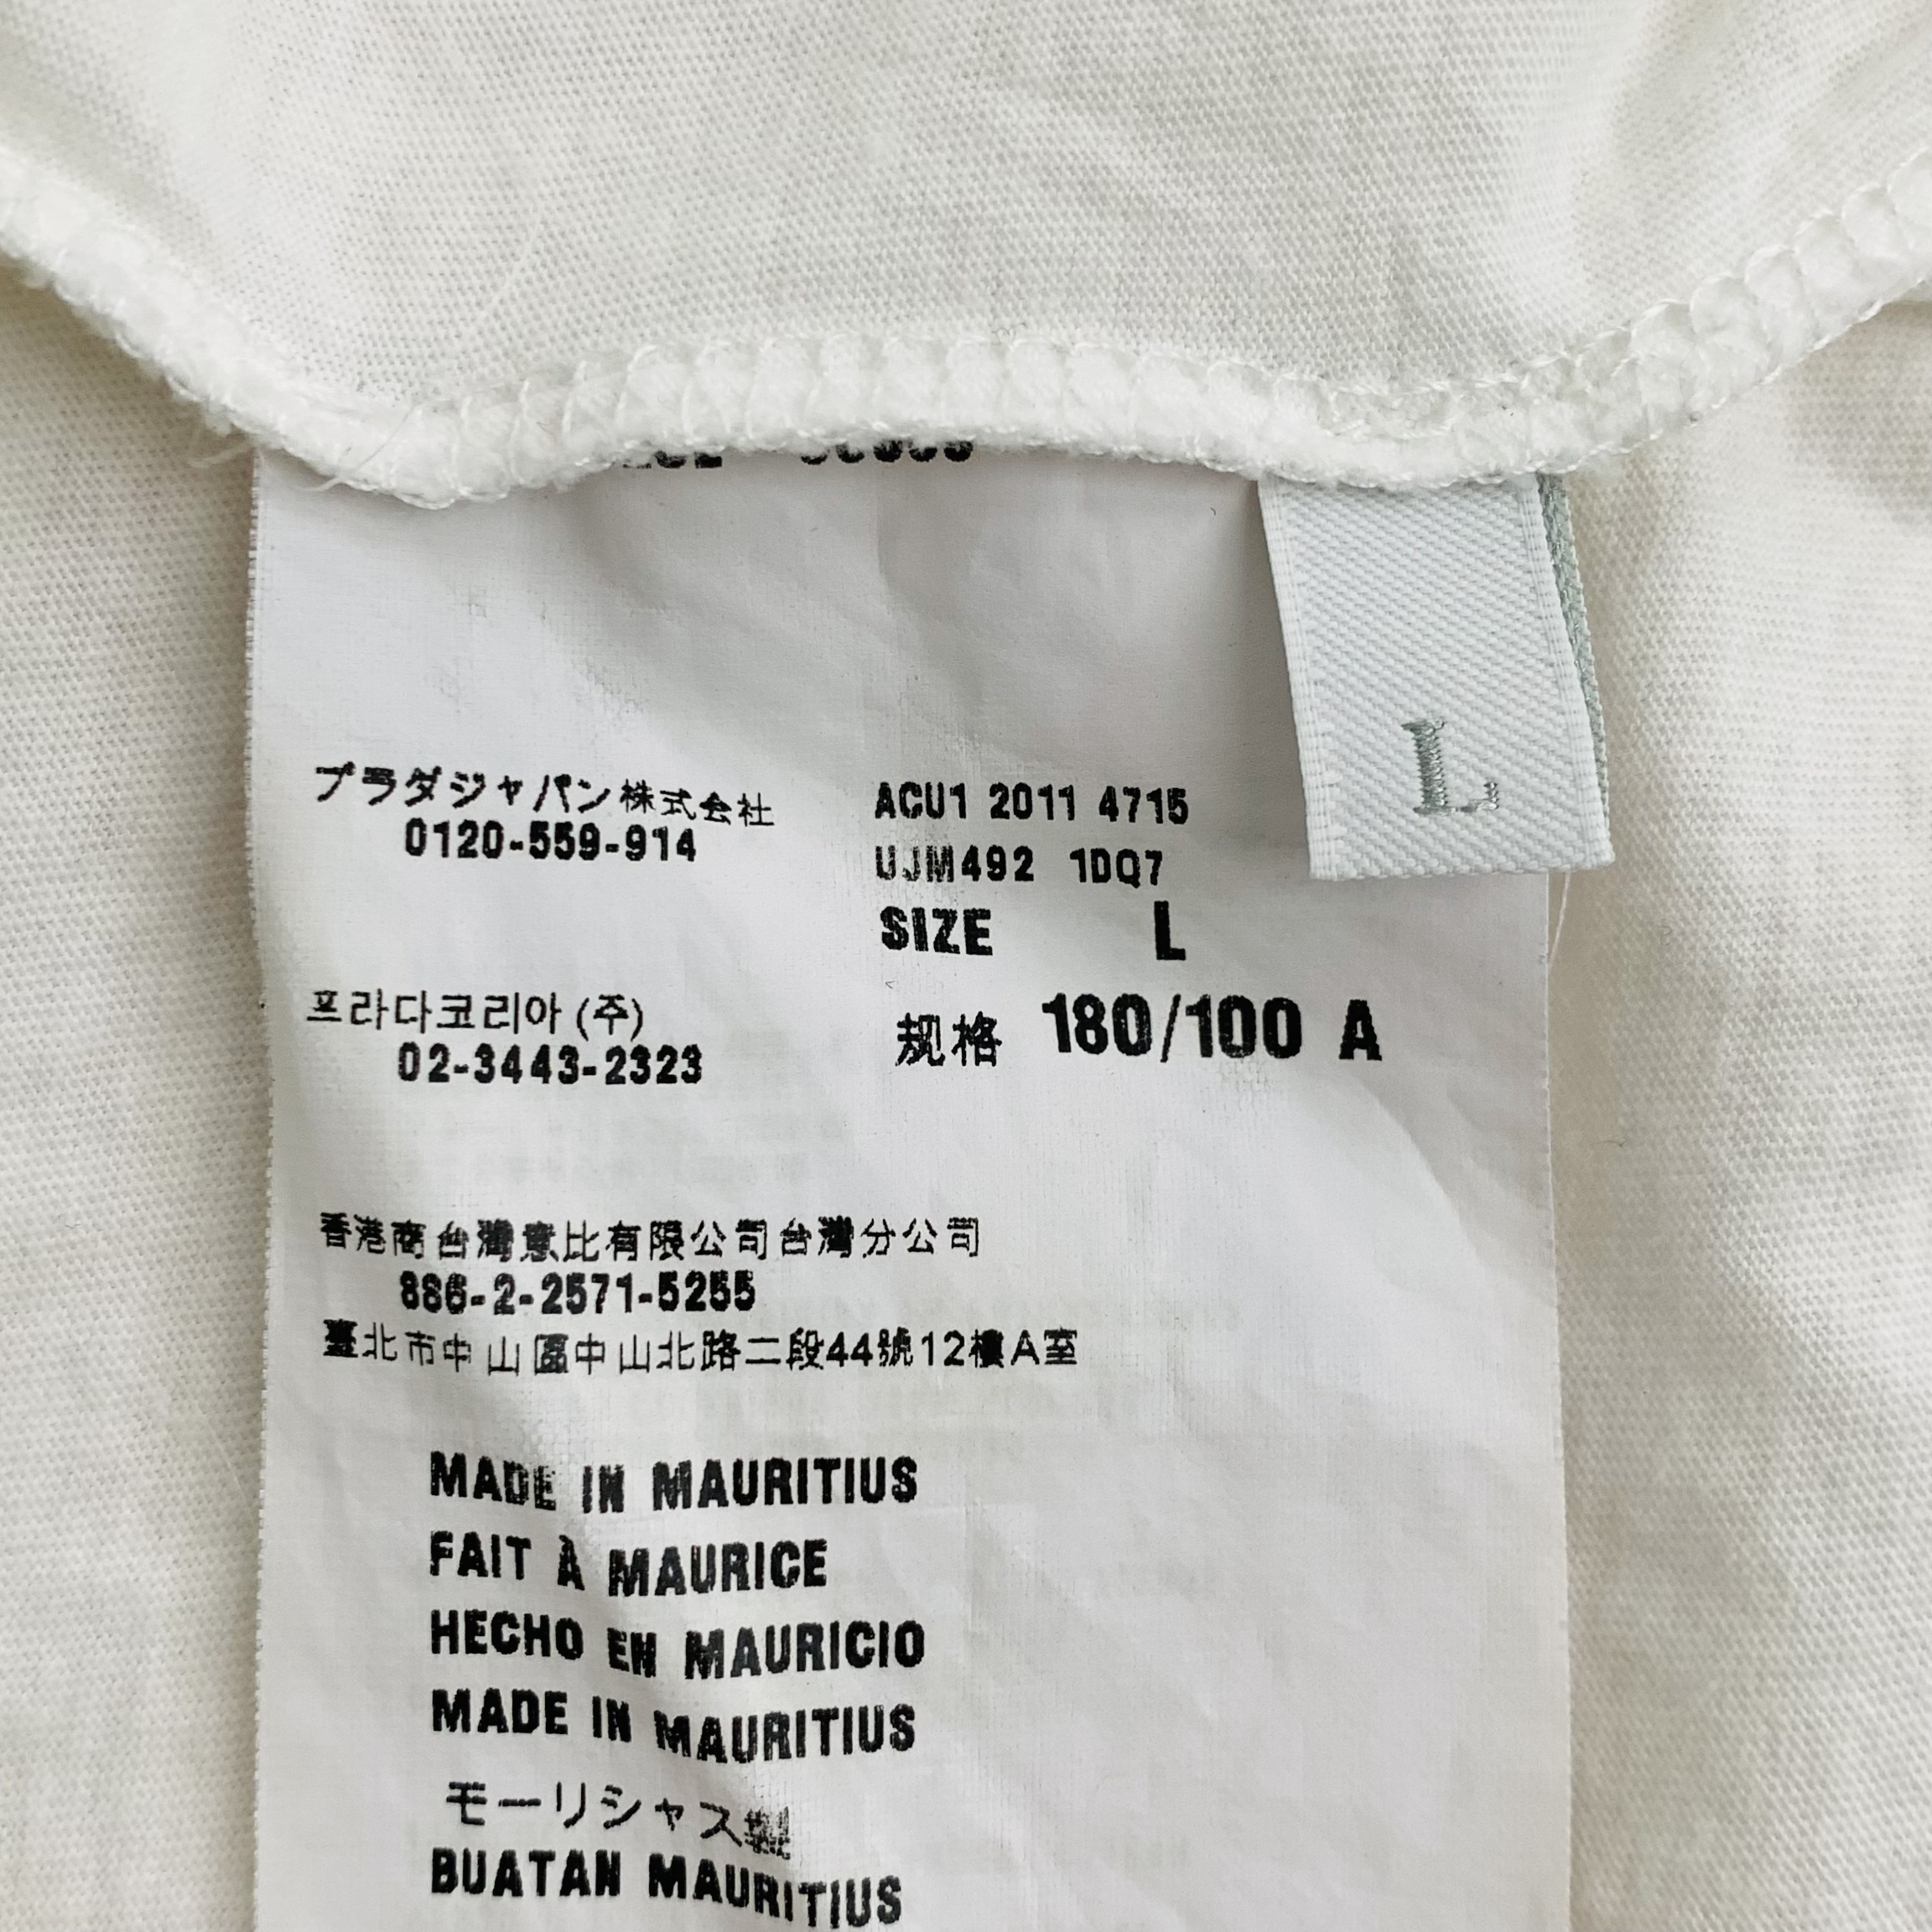 プラダジャパン株式会社
0120-559-914
ACU1 2011 4715
UJM492 1DQ7
SIZE L
规格 180/100 A
프라다코리아 (주)
02-3443-2323
香港商台灣意比有限公司台灣分公司
886-2-2571-5255
臺北市中山區中山北路二段44號12樓A室
MADE IN MAURITIUS
FAIT À MAURICE
HECHO EN MAURICIO
MADE IN MAURITIUS
モーリシャス製
BUATAN MAURITIUS
L